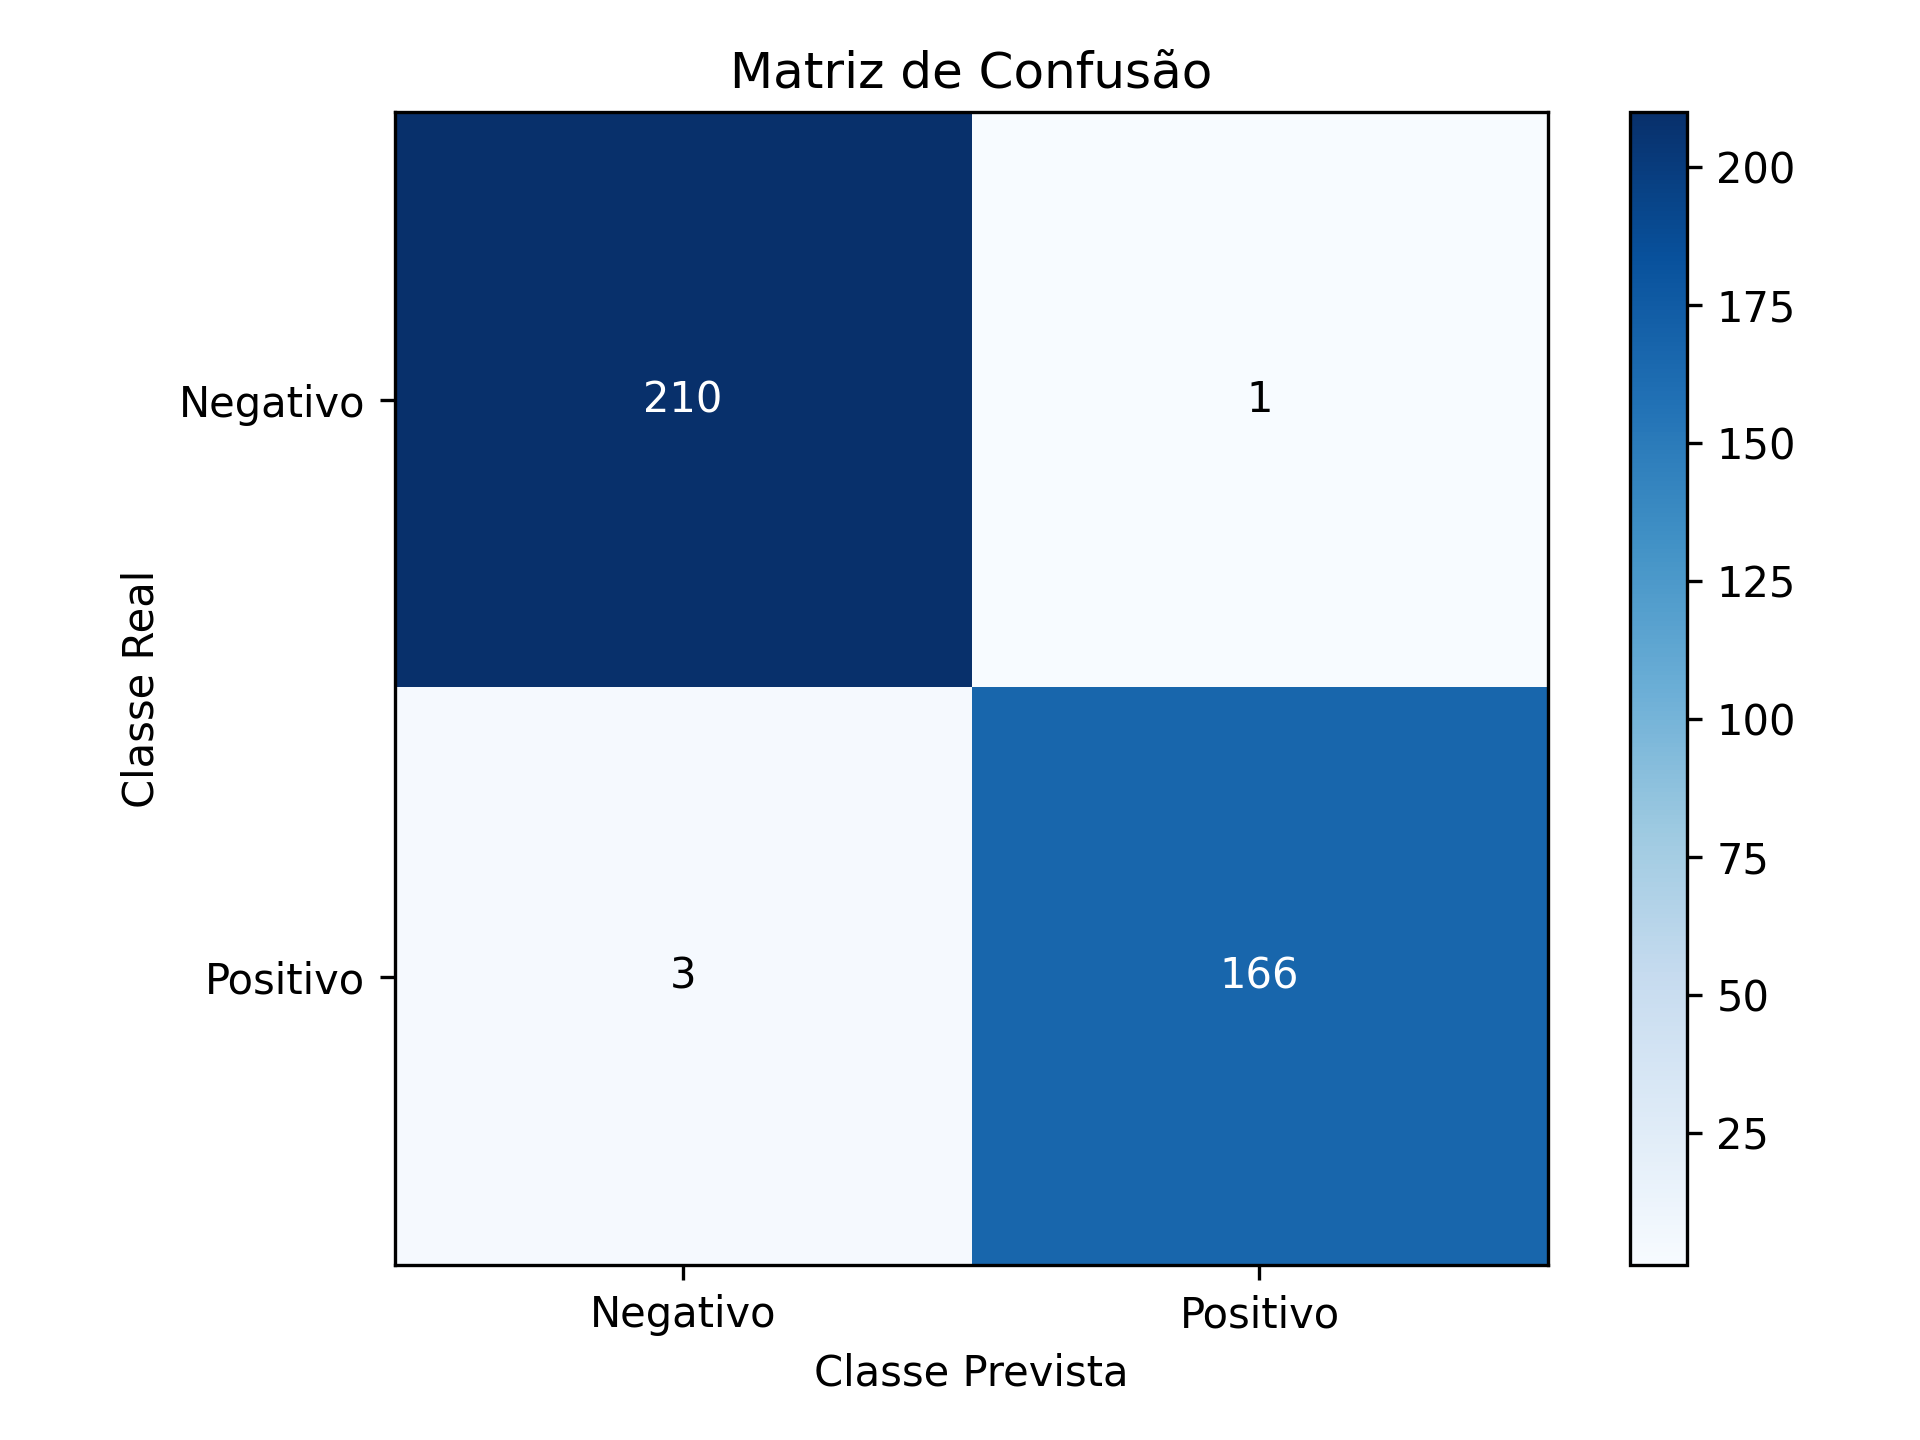 Matriz de Confusão
Negativo
Positivo
Classe Real
210
1
3
166
Negativo
Positivo
Classe Prevista
200
175
150
125
100
75
50
25